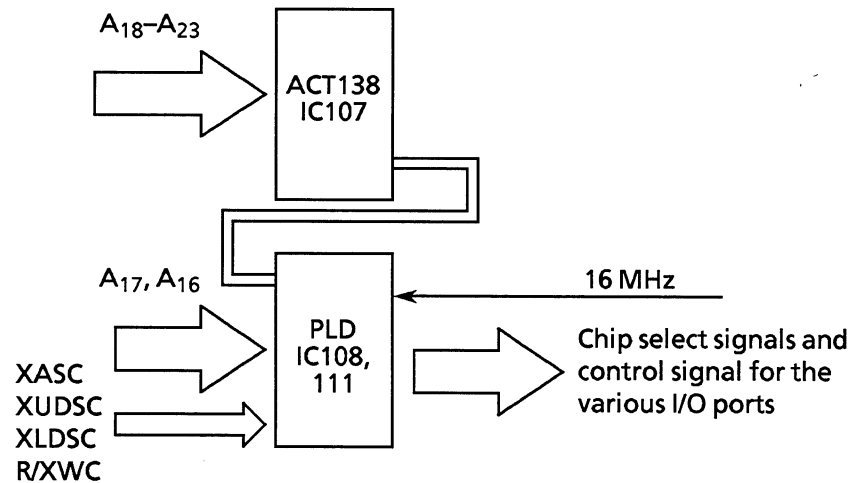 A₁₈–A₂₃
ACT138
IC107
A₁₇, A₁₆
16 MHz
PLD
IC108,
111
Chip select signals and
control signal for the
various I/O ports
XASC
XUDSC
XLDSC
R/XWC